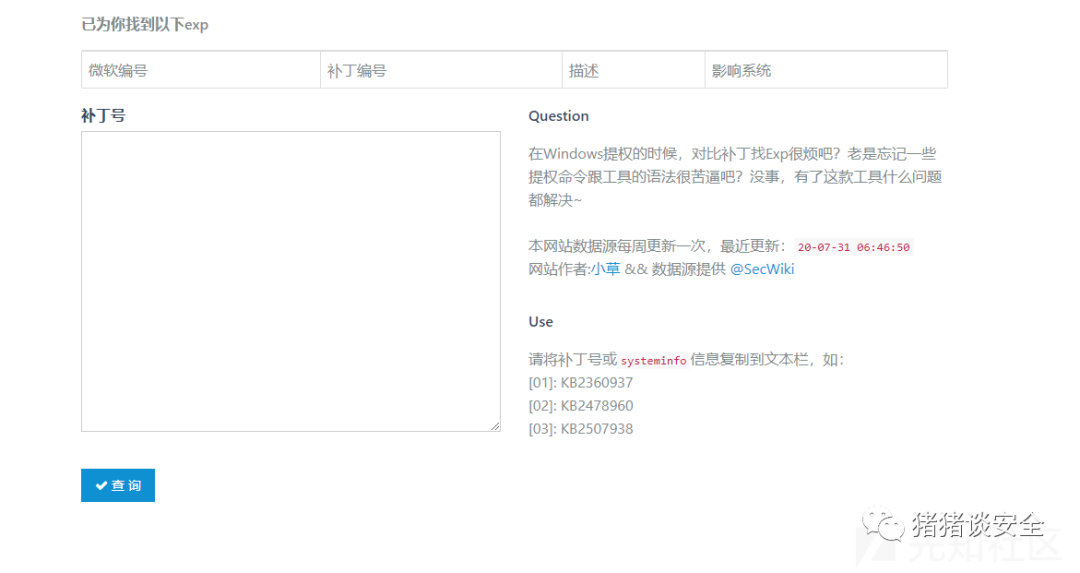 已为你找到以下exp
微软编号 补丁编号 描述 影响系统
补丁号
Question
在Windows提权的时候，对比补丁找Exp很烦吧？老是忘记一些
提权命令跟工具的语法很苦逼吧？没事，有了这款工具什么问题
都解决~
本网站数据源每周更新一次，最近更新： 20-07-31 06:46:50
网站作者:小草 && 数据源提供 @SecWiki
Use
请将补丁号或 systeminfo 信息复制到文本栏，如：
[01]: KB2360937
[02]: KB2478960
[03]: KB2507938
查 询
猪猪谈安全
先知社区